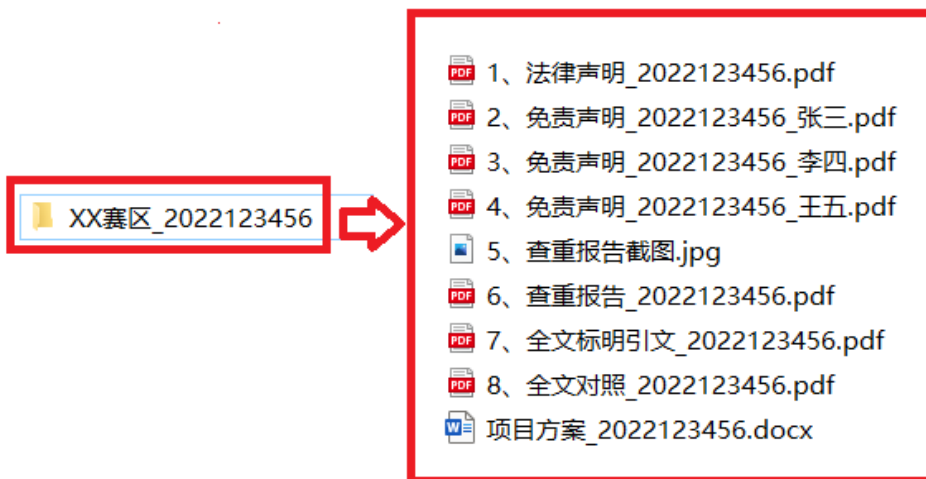 XX赛区_2022123456
1、法律声明_2022123456.pdf
2、免责声明_2022123456_张三.pdf
3、免责声明_2022123456_李四.pdf
4、免责声明_2022123456_王五.pdf
5、查重报告截图.jpg
6、查重报告_2022123456.pdf
7、全文标明引文_2022123456.pdf
8、全文对照_2022123456.pdf
项目方案_2022123456.docx